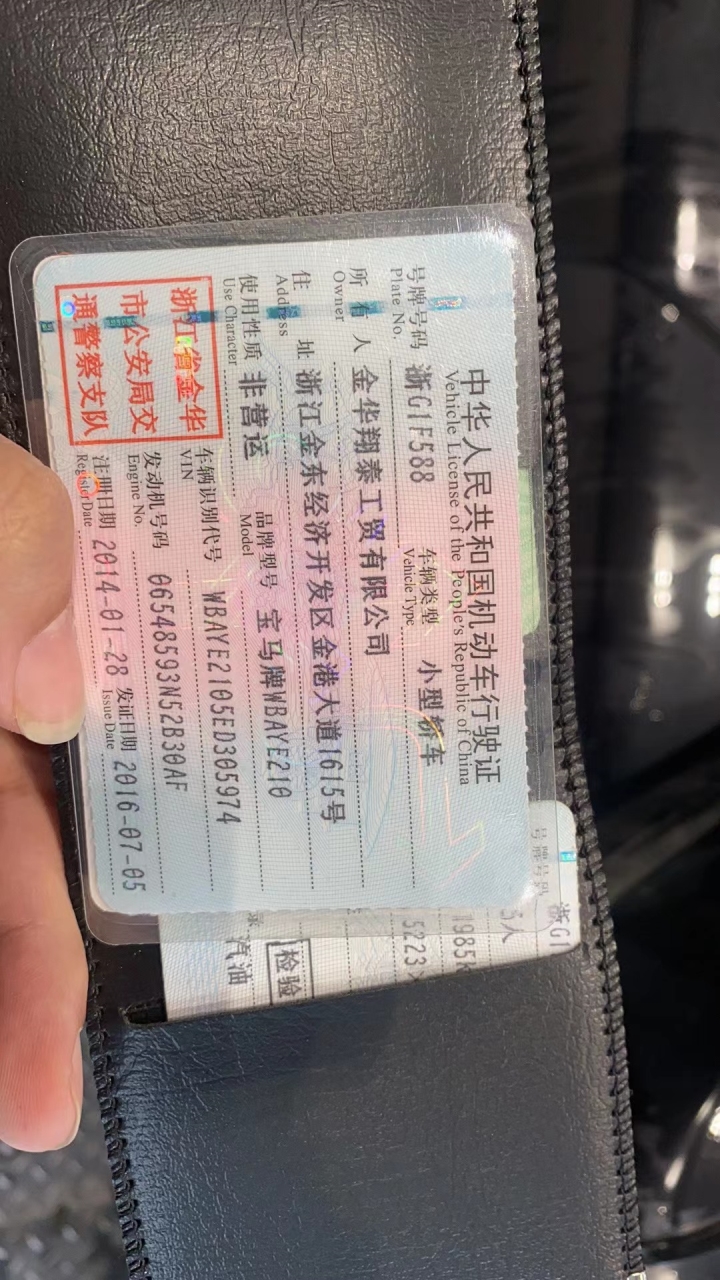 中华人民共和国机动车行驶证
Vehicle License of the People's Republic of China
号牌号码 浙G1F588 车辆类型 小型轿车
Plate No. Vehicle Type
所有人 金华翔泰工贸有限公司
Owner
住址 浙江金东经济开发区金港大道1615号
Address
使用性质 非营运 品牌型号 宝马牌WBAYE210
Use Character Model
浙江省金华
市公安局交
通警察支队
车辆识别代号 WBAYE2105ED305974
VIN
发动机号码 06548593N52B30AF
Engine No.
注册日期 2014-01-28 发证日期 2016-07-05
Register Date Issue Date
号牌号码 浙G1
5人
1985k
5223×
检验
汽油